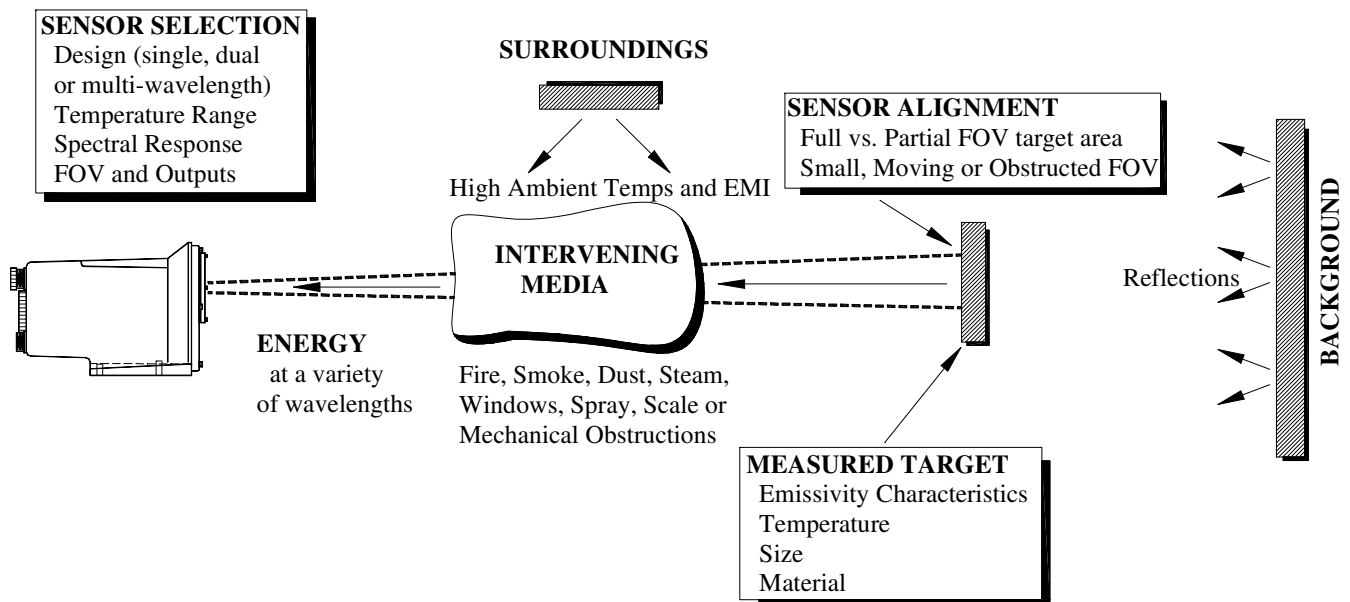 SENSOR SELECTION
Design (single, dual
or multi-wavelength)
Temperature Range
Spectral Response
FOV and Outputs
SURROUNDINGS
High Ambient Temps and EMI
SENSOR ALIGNMENT
Full vs. Partial FOV target area
Small, Moving or Obstructed FOV
INTERVENING
MEDIA
Reflections
BACKGROUND
ENERGY
at a variety
of wavelengths
Fire, Smoke, Dust, Steam,
Windows, Spray, Scale or
Mechanical Obstructions
MEASURED TARGET
Emissivity Characteristics
Temperature
Size
Material